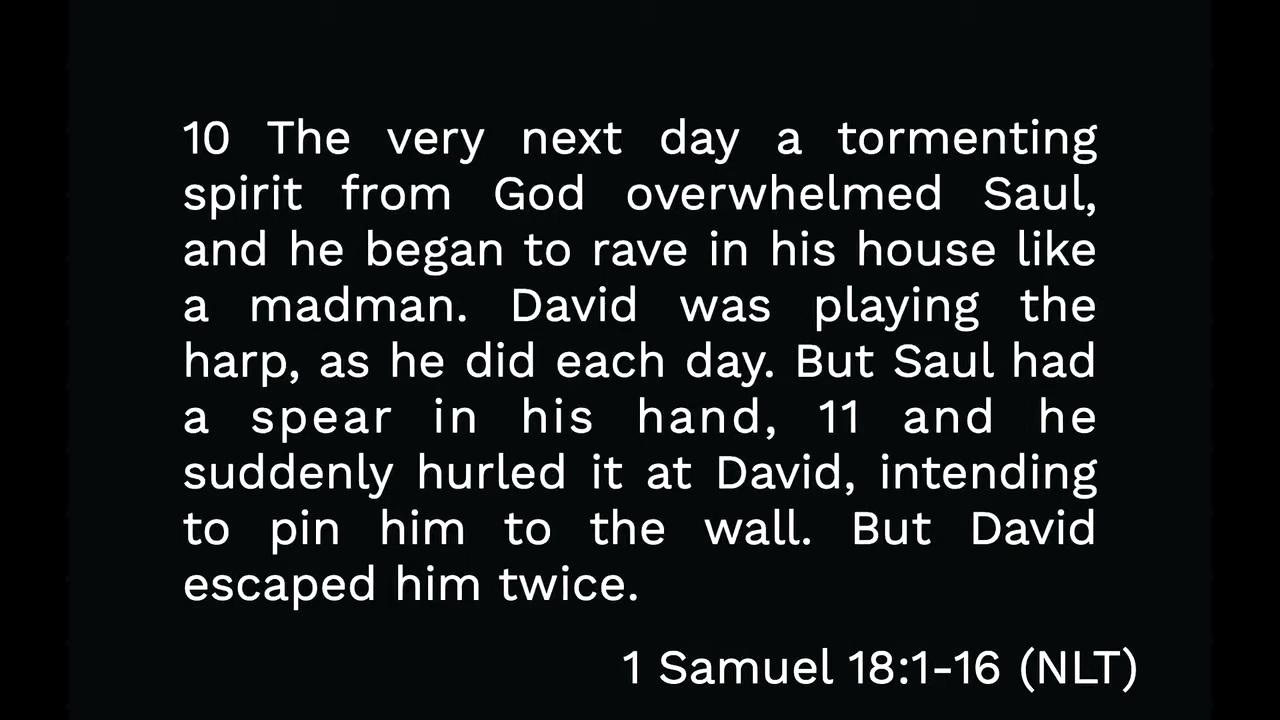 10 The very next day a tormenting
spirit from God overwhelmed Saul,
and he began to rave in his house like
a madman. David was playing the
harp, as he did each day. But Saul had
a spear in his hand, 11 and he
suddenly hurled it at David, intending
to pin him to the wall. But David
escaped him twice.
1 Samuel 18:1-16 (NLT)